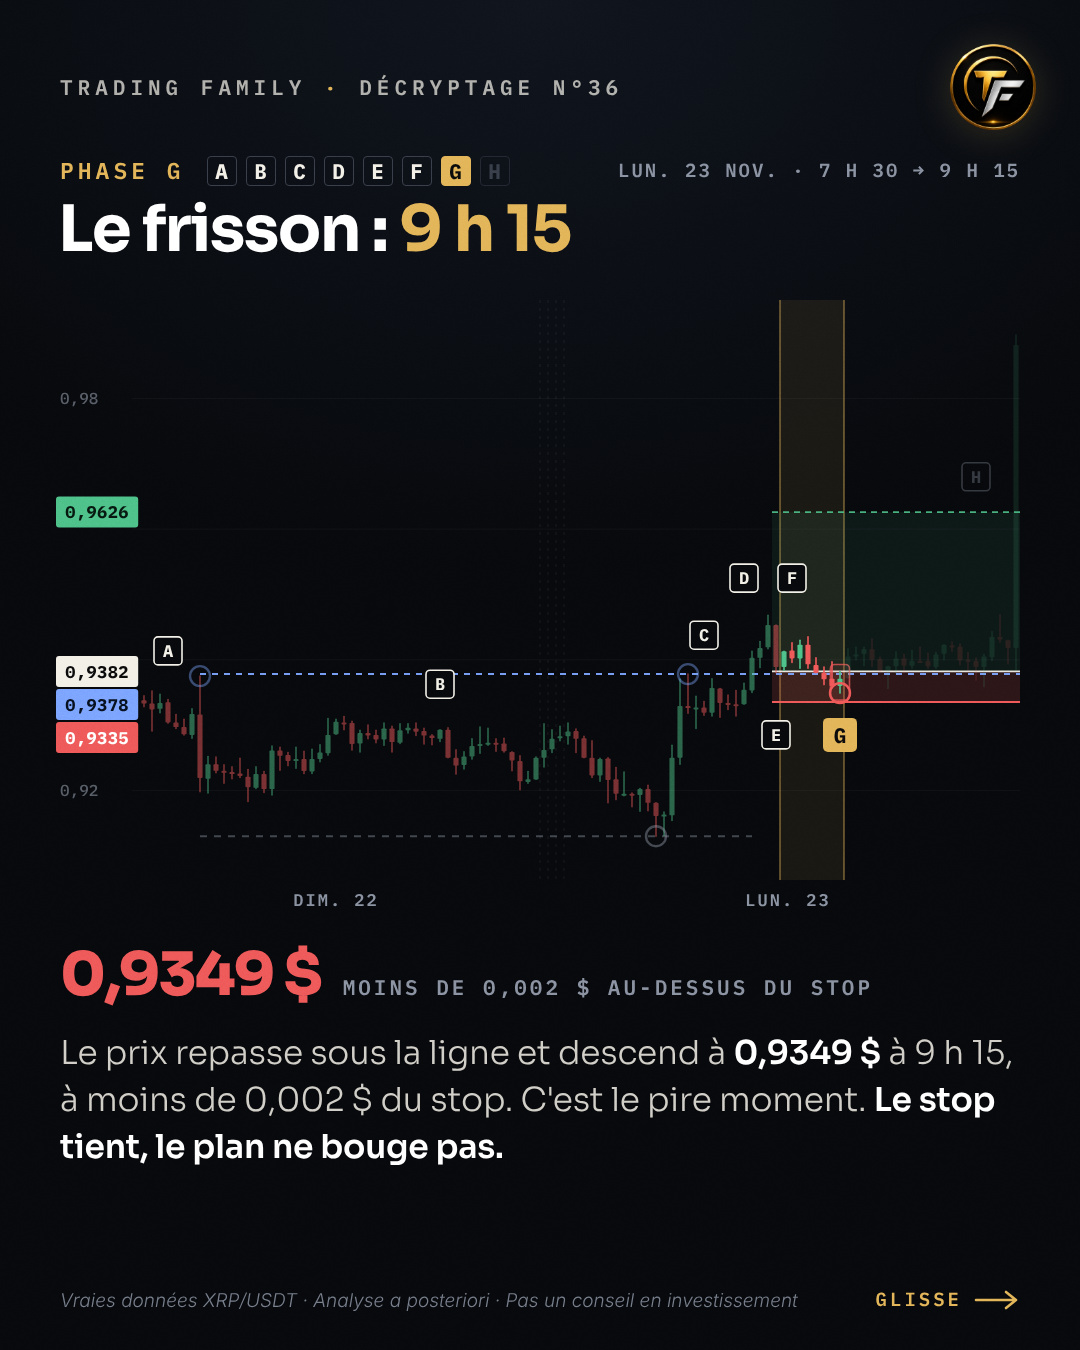 TRADING FAMILY · DÉCRYPTAGE N°36
TF
PHASE G A B C D E F G H
LUN. 23 NOV. · 7 H 30 → 9 H 15
Le frisson : 9 h 15
0,98
H
0,9626
D F
C
A
0,9382
B
0,9378
0,9335
E G
0,92
DIM. 22 LUN. 23
0,9349 $ MOINS DE 0,002 $ AU-DESSUS DU STOP
Le prix repasse sous la ligne et descend à 0,9349 $ à 9 h 15,
à moins de 0,002 $ du stop. C'est le pire moment. Le stop
tient, le plan ne bouge pas.
Vraies données XRP/USDT · Analyse a posteriori · Pas un conseil en investissement
GLISSE →